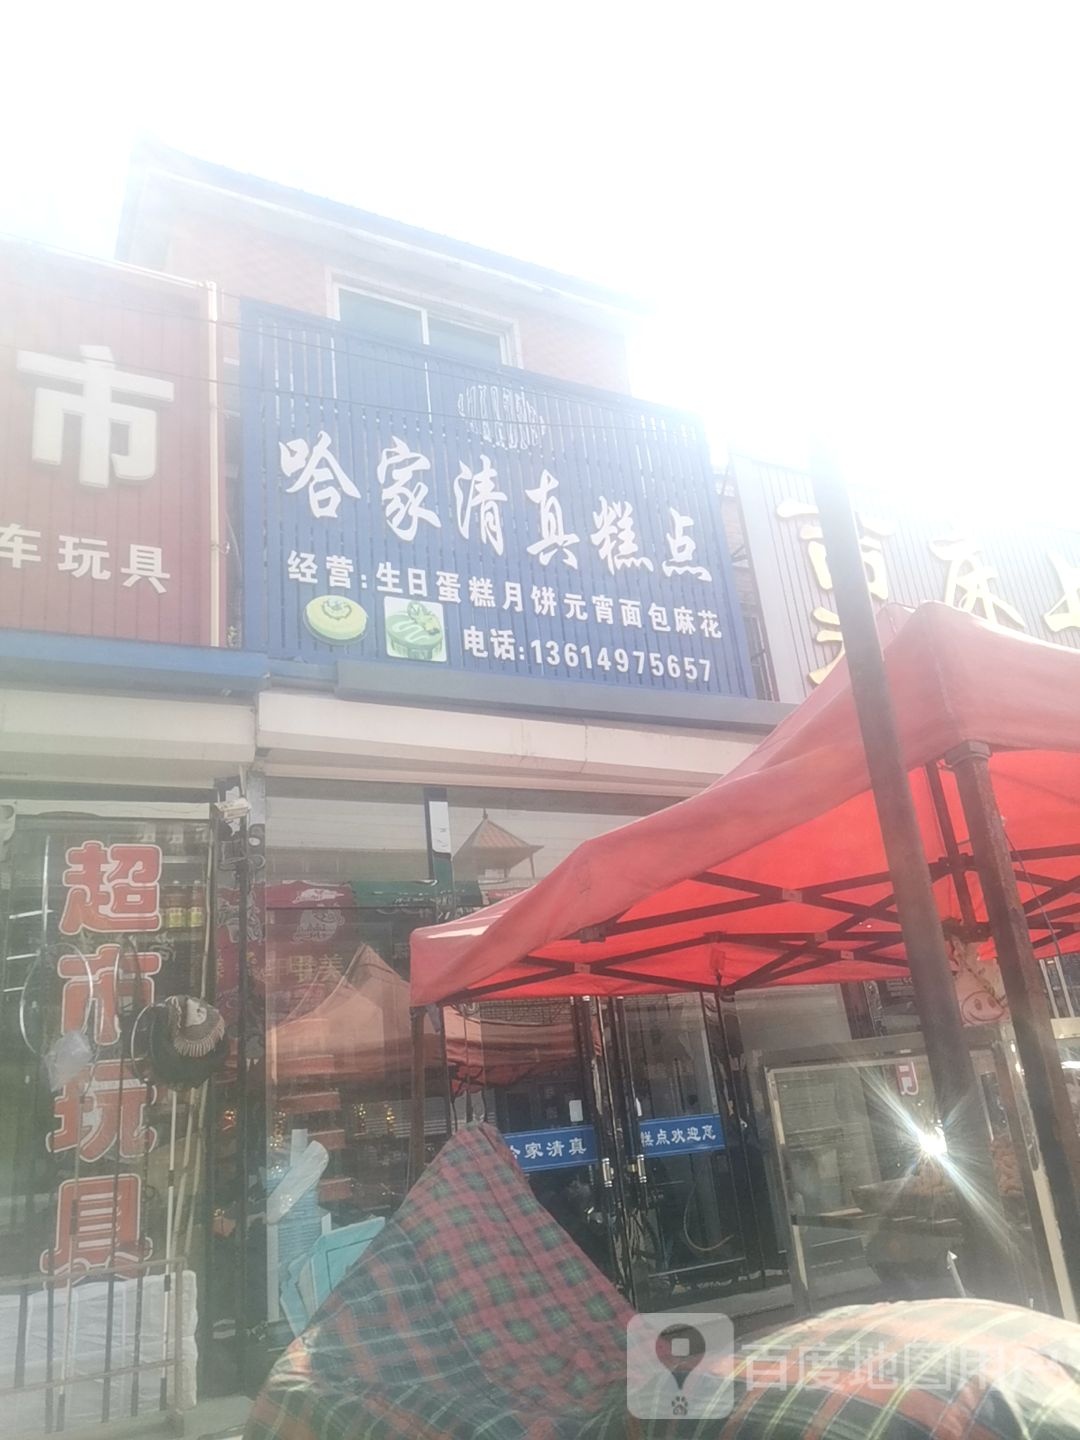 市
车玩具
哈家清真糕点
经营:生日蛋糕月饼元宵面包麻花
电话:13614975657
超市玩具
美甲
家清真
糕点欢迎您
百度地图